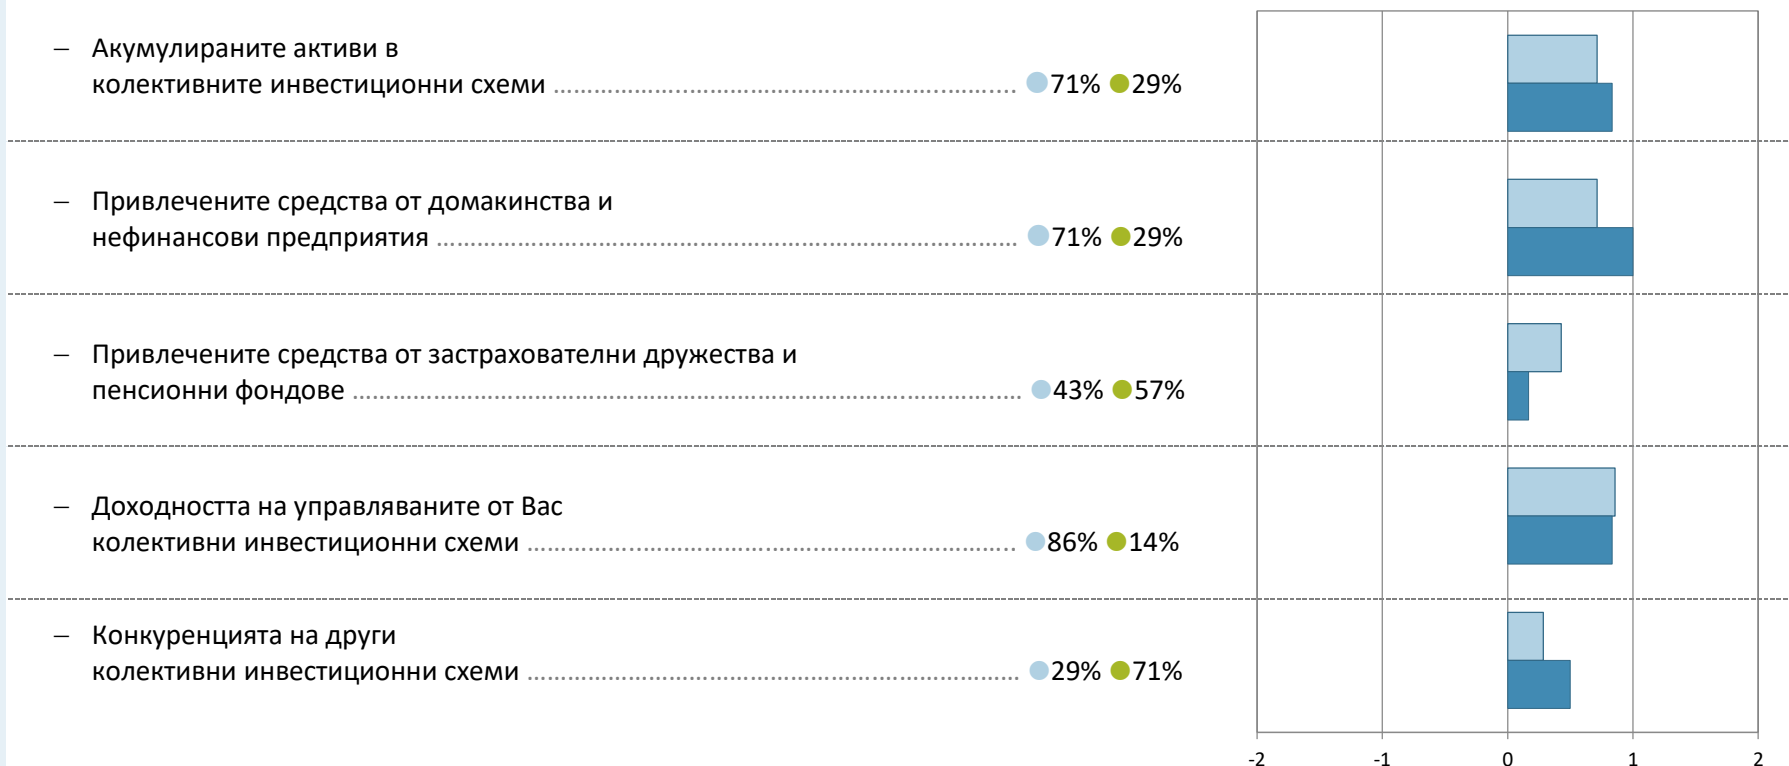 – Акумулираните активи в
колективните инвестиционни схеми ........ 71% 29%
– Привлечените средства от домакинства и
нефинансови предприятия ........ 71% 29%
– Привлечените средства от застрахователни дружества и
пенсионни фондове ........ 43% 57%
– Доходността на управляваните от Вас
колективни инвестиционни схеми ........ 86% 14%
– Конкуренцията на други
колективни инвестиционни схеми ........ 29% 71%
-2 -1 0 1 2